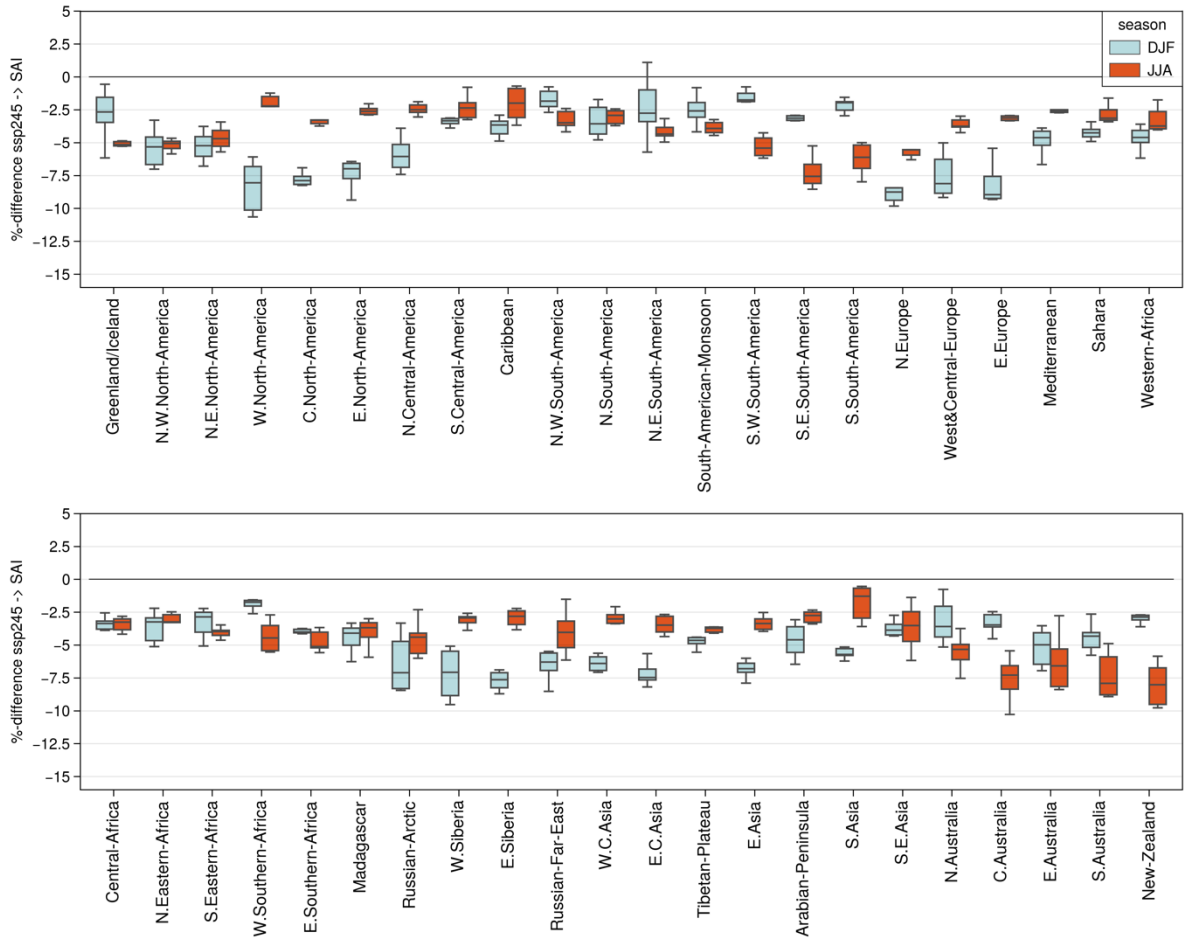 %-difference ssp245 -> SAI
5
2.5
0
−2.5
−5
−7.5
−10
−12.5
−15
season
DJF
JJA
Greenland/Iceland
N.W.North-America
N.E.North-America
W.North-America
C.North-America
E.North-America
N.Central-America
S.Central-America
Caribbean
N.W.South-America
N.South-America
N.E.South-America
South-American-Monsoon
S.W.South-America
S.E.South-America
S.South-America
N.Europe
West&Central-Europe
E.Europe
Mediterranean
Sahara
Western-Africa
%-difference ssp245 -> SAI
5
2.5
0
−2.5
−5
−7.5
−10
−12.5
−15
Central-Africa
N.Eastern-Africa
S.Eastern-Africa
W.Southern-Africa
E.Southern-Africa
Madagascar
Russian-Arctic
W.Siberia
E.Siberia
Russian-Far-East
W.C.Asia
E.C.Asia
Tibetan-Plateau
E.Asia
Arabian-Peninsula
S.Asia
S.E.Asia
N.Australia
C.Australia
E.Australia
S.Australia
New-Zealand